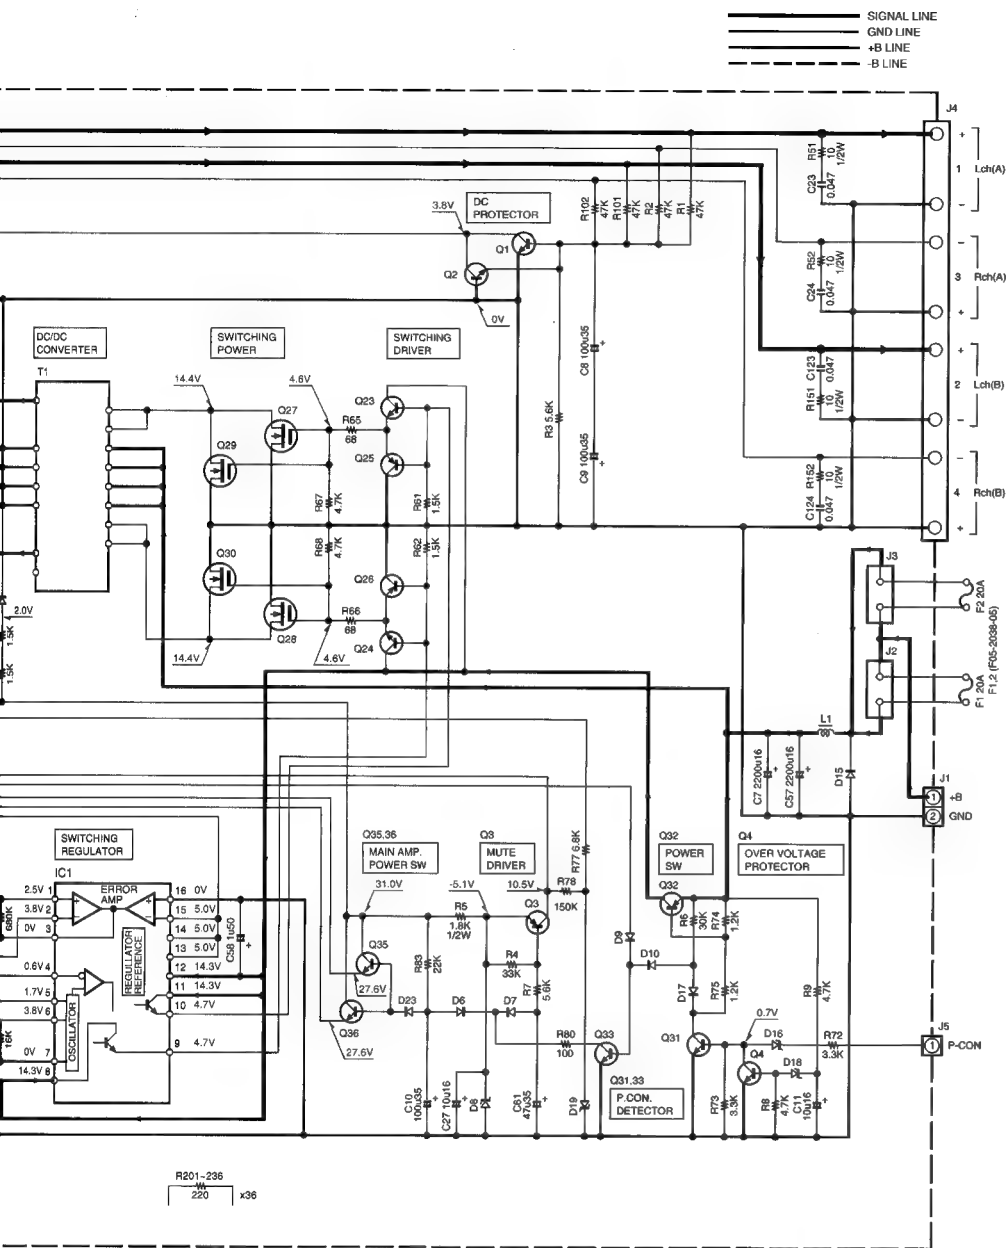 SIGNAL LINE
GND LINE
+B LINE
-B LINE
J4
R51
10
1/2W
C23
0.047
+
1 Lch(A)
-
R102
47K
R101
47K
R2
47K
R1
47K
3.8V
DC
PROTECTOR
Q1
Q2
0V
R52
10
1/2W
C24
0.047
-
3 Rch(A)
+
DC/DC
CONVERTER
T1
SWITCHING
POWER
SWITCHING
DRIVER
C8 100u35
+
C123
0.047
R151
10
1/2W
+
2 Lch(B)
-
14.4V
4.6V
Q23
Q27
R65
68
Q29
Q25
R3 5.6K
C9 100u35
+
R67
4.7K
R61
1.5K
R152
10
1/2W
C124
0.047
-
4 Rch(B)
+
R68
4.7K
R62
1.5K
Q30
Q26
Q28
R66
68
Q24
14.4V
4.6V
2.0V
1.5K
1.5K
J3
F2 20A
J2
F1 20A
F1,2 (F05-2038-05)
L1
C7 2200u16
+
C57 2200u16
+
D15
J1
1 +B
2 GND
SWITCHING
REGULATOR
IC1
Q35,36
MAIN AMP.
POWER SW
Q3
MUTE
DRIVER
R77 6.8K
Q32
POWER
SW
Q4
OVER VOLTAGE
PROTECTOR
31.0V
-5.1V
10.5V
R78
150K
Q32
2.5V 1
3.8V 2
0V 3
0.6V 4
1.7V 5
3.8V 6
0V 7
14.3V 8
680K
16K
ERROR
AMP
REGULLATOR
REFERENCE
OSCILLATOR
16 0V
15 5.0V
14 5.0V
13 5.0V
12 14.3V
11 14.3V
10 4.7V
9 4.7V
C58 1u50
+
R5
1.8K
1/2W
Q3
R6
30K
R74
1.2K
Q35
R83
22K
R4
33K
D9
D10
27.6V
R7
5.6K
D17
R75
1.2K
R9
4.7K
D23
D6
D7
Q36
27.6V
R80
100
Q33
Q31
0.7V
D16
R72
3.3K
J5
1 P-CON
Q4
D18
Q31,33
P.CON.
DETECTOR
C10
100u35
+
C27 10u16
+
D8
C61
47u35
+
D19
R73
3.3K
R8
4.7K
C11
10u16
+
R201~236
220
x36